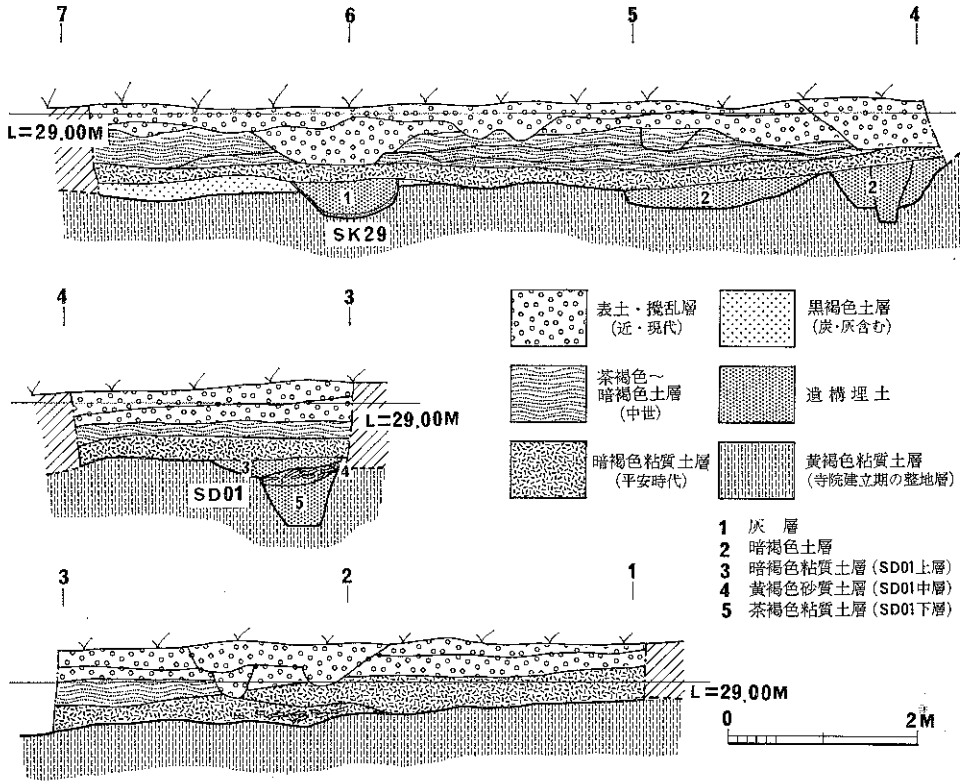 7 6 5 4
L=29.00M
1 2 2
SK29
4 3
L=29.00M
3 4
SD01
5
表土・攪乱層
(近・現代)
黒褐色土層
(炭・灰含む)
茶褐色~
暗褐色土層
(中世)
遺構埋土
暗褐色粘質土層
(平安時代)
黄褐色粘質土層
(寺院建立期の整地層)
1 灰層
2 暗褐色土層
3 暗褐色粘質土層(SD01上層)
4 黄褐色砂質土層(SD01中層)
5 茶褐色粘質土層(SD01下層)
3 2 1
L=29.00M
0 2M